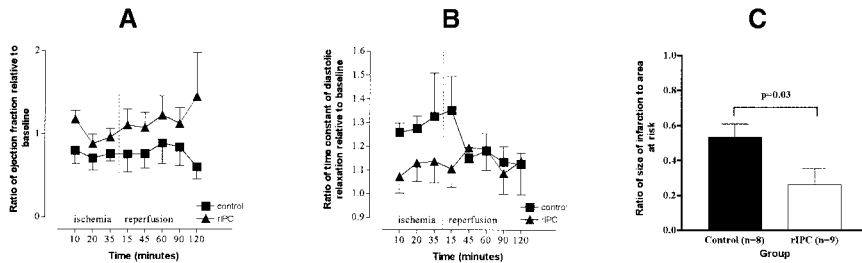 A
Ratio of ejection fraction relative to
baseline
2
1
0
ischemia
reperfusion
control
rIPC
10 20 35 15 45 60 90 120
Time (minutes)
B
Ratio of time constant of diastolic
relaxation relative to baseline
1.6
1.5
1.4
1.3
1.2
1.1
1.0
0.9
ischemia
reperfusion
control
rIPC
10 20 35 15 45 60 90 120
Time (minutes)
C
Ratio of size of infarction to area
at risk
1.0
0.8
0.6
0.4
0.2
0.0
p=0.03
Control (n=8) rIPC (n=9)
Group